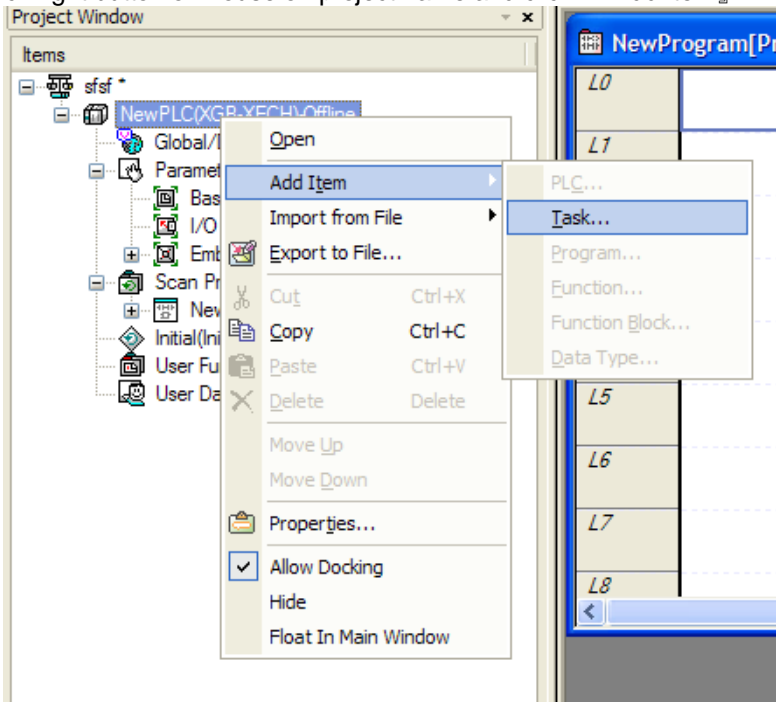 Project Window
Items
sfsf *
NewPLC(XGB-XECH)-Offline
Global/
Paramet
Bas
I/O
Emb
Scan Pr
New
Initial(Ini
User Fu
User Da
Open
Add Item
Import from File
Export to File...
Cut Ctrl+X
Copy Ctrl+C
Paste Ctrl+V
Delete Delete
Move Up
Move Down
Properties...
Allow Docking
Hide
Float In Main Window
PLC...
Task...
Program...
Function...
Function Block...
Data Type...
NewProgram[Pr
L0
L1
L5
L6
L7
L8